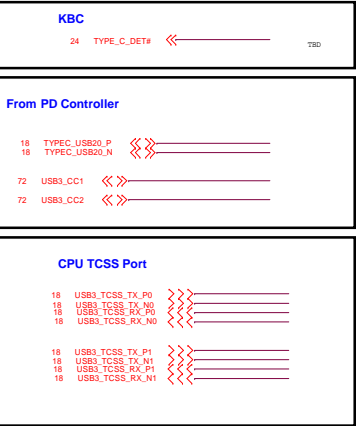 KBC
24 TYPE_C_DET#
TBD
From PD Controller
18 TYPEC_USB20_P
18 TYPEC_USB20_N
72 USB3_CC1
72 USB3_CC2
CPU TCSS Port
18 USB3_TCSS_TX_P0
18 USB3_TCSS_TX_N0
18 USB3_TCSS_RX_P0
18 USB3_TCSS_RX_N0
18 USB3_TCSS_TX_P1
18 USB3_TCSS_TX_N1
18 USB3_TCSS_RX_P1
18 USB3_TCSS_RX_N1